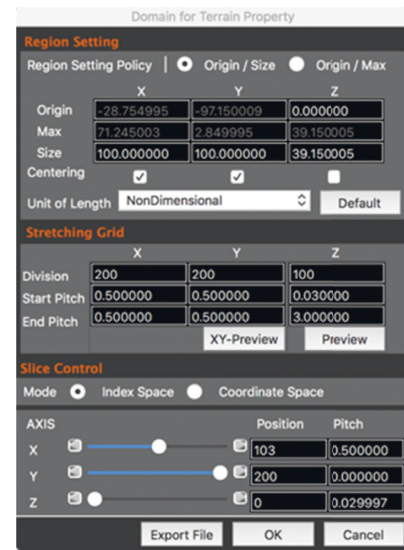 Domain for Terrain Property
Region Setting
Region Setting Policy | Origin / Size Origin / Max
X Y Z
Origin -28.754995 -97.150009 0.000000
Max 71.245003 2.849995 39.150005
Size 100.000000 100.000000 39.150005
Centering
Unit of Length NonDimensional Default
Stretching Grid
X Y Z
Division 200 200 100
Start Pitch 0.500000 0.500000 0.030000
End Pitch 0.500000 0.500000 3.000000
XY-Preview Preview
Slice Control
Mode Index Space Coordinate Space
AXIS Position Pitch
X 103 0.500000
Y 200 0.000000
Z 0 0.029997
Export File OK Cancel